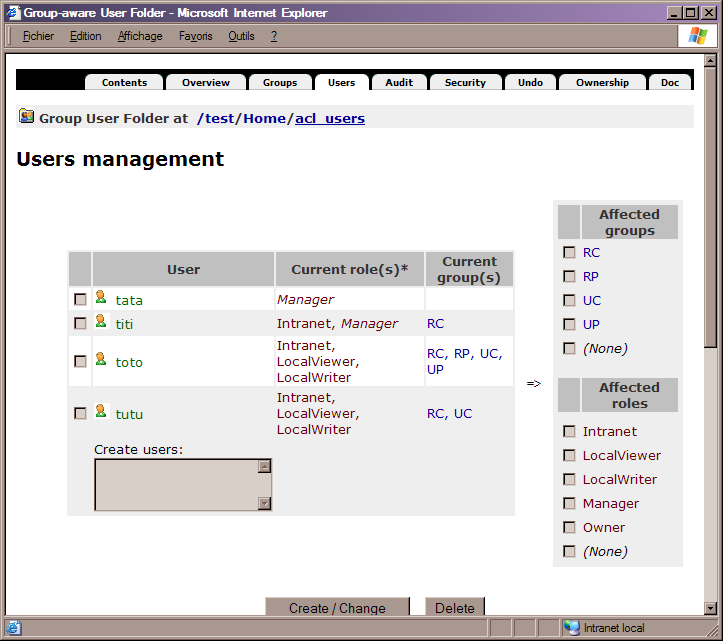 Group-aware User Folder - Microsoft Internet Explorer
Fichier Edition Affichage Favoris Outils ?
Contents Overview Groups Users Audit Security Undo Ownership Doc
Group User Folder at /test/Home/acl_users
Users management
User Current role(s)* Current group(s)
tata Manager
titi Intranet, Manager RC
toto Intranet, LocalViewer, LocalWriter RC, RP, UC, UP
tutu Intranet, LocalViewer, LocalWriter RC, UC
Create users:
=>
Affected
groups
RC
RP
UC
UP
(None)
Affected
roles
Intranet
LocalViewer
LocalWriter
Manager
Owner
(None)
Create / Change Delete
Intranet local